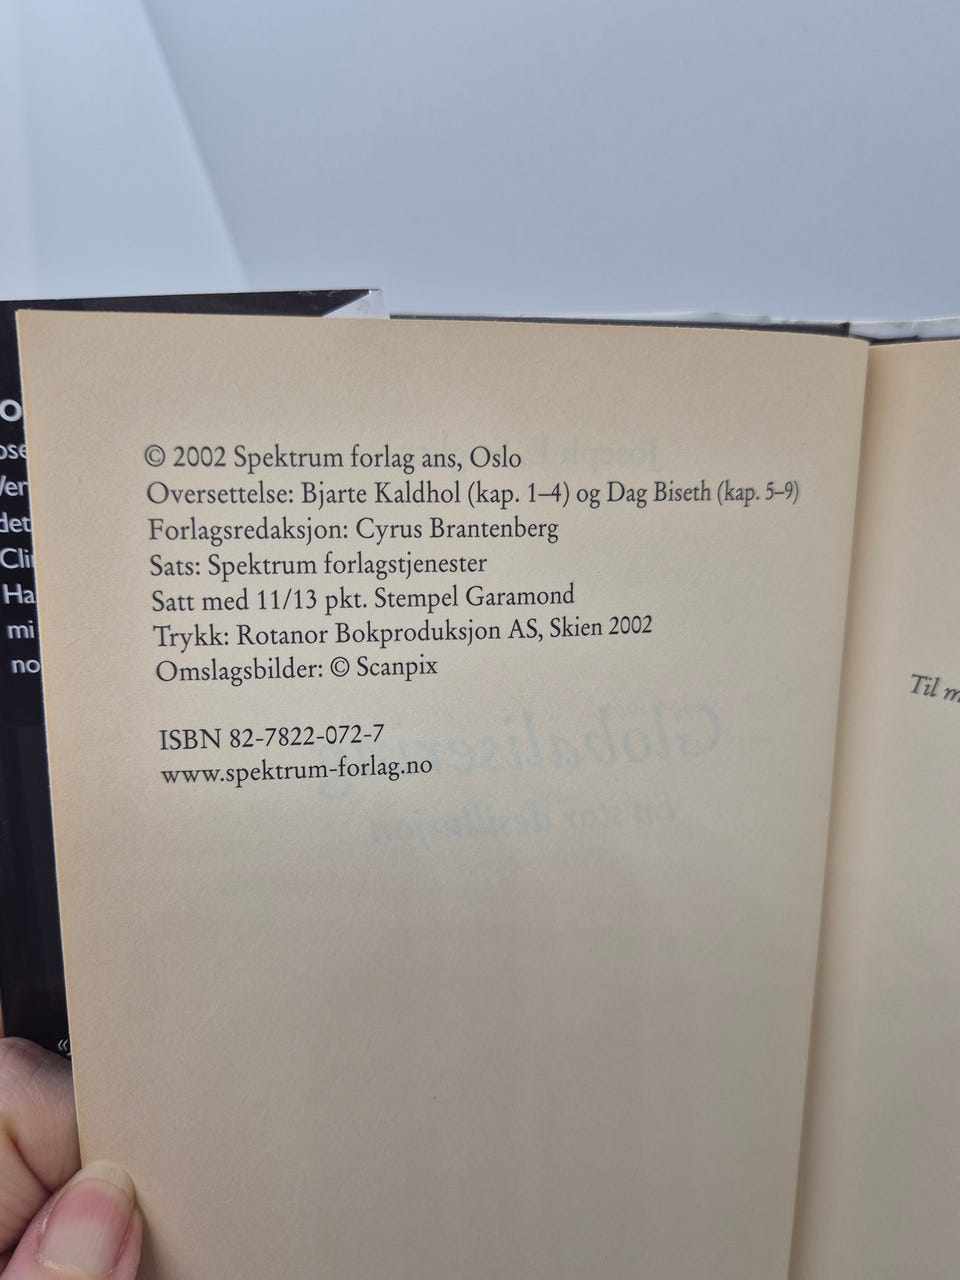 © 2002 Spektrum forlag ans, Oslo
Oversettelse: Bjarte Kaldhol (kap. 1–4) og Dag Biseth (kap. 5–9)
Forlagsredaksjon: Cyrus Brantenberg
Sats: Spektrum forlagstjenester
Satt med 11/13 pkt. Stempel Garamond
Trykk: Rotanor Bokproduksjon AS, Skien 2002
Omslagsbilder: © Scanpix
ISBN 82-7822-072-7
www.spektrum-forlag.no
Til